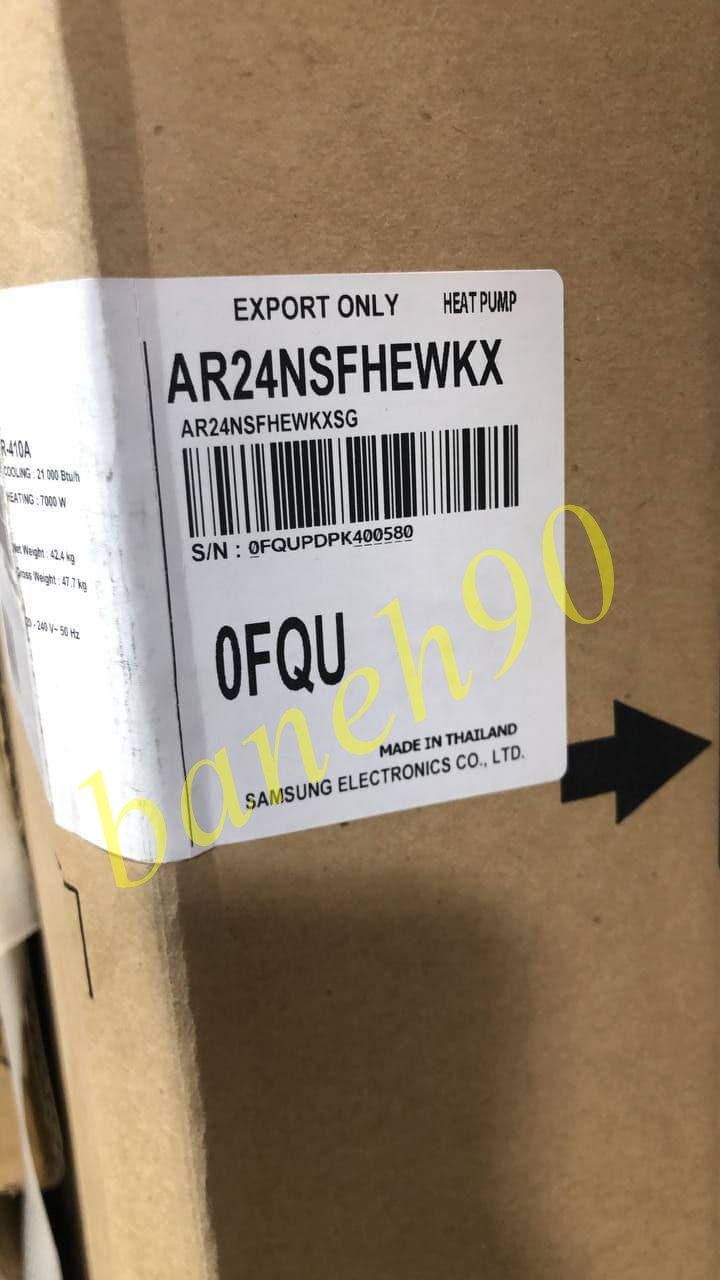 EXPORT ONLY HEAT PUMP
AR24NSFHEWKX
AR24NSFHEWKXSG
S/N : 0FQUPDPK400580
0FQU
MADE IN THAILAND
SAMSUNG ELECTRONICS CO., LTD.
R-410A
COOLING : 21 000 Btu/h
HEATING : 7000 W
Net Weight : 42.4 kg
Gross Weight : 47.7 kg
- 240 V~ 50 Hz
baneh90